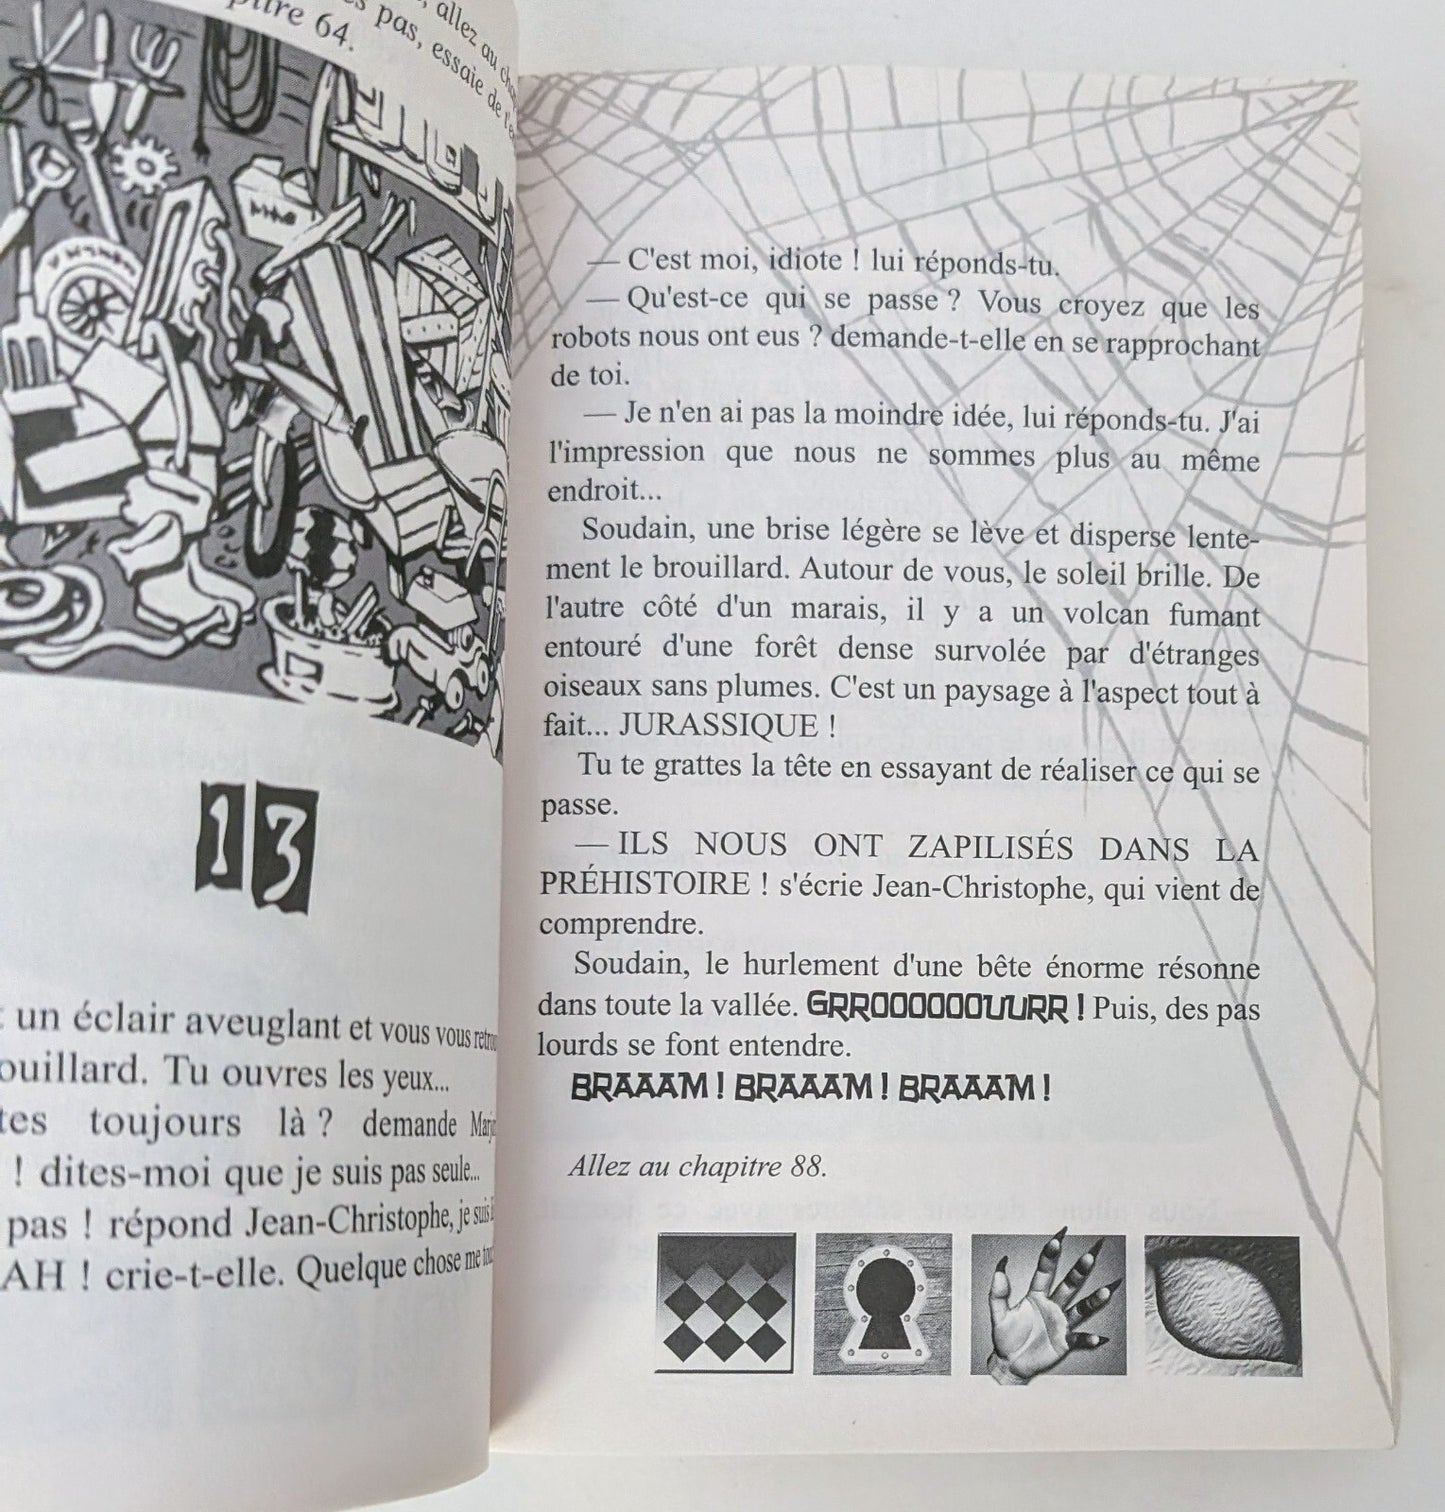 allez au
pas, essaie de
64.
13
un éclair aveuglant et vous vous
Tu ouvres les yeux...
toujours là ? demande
! dites-moi que je suis pas seule...
pas ! répond Jean-Christophe, je suis
AH ! crie-t-elle. Quelque chose me
— C'est moi, idiote ! lui réponds-tu.
— Qu'est-ce qui se passe ? Vous croyez que les
robots nous ont eus ? demande-t-elle en se rapprochant
de toi.
— Je n'en ai pas la moindre idée, lui réponds-tu. J'ai
l'impression que nous ne sommes plus au même
endroit...
Soudain, une brise légère se lève et disperse lente-
ment le brouillard. Autour de vous, le soleil brille. De
l'autre côté d'un marais, il y a un volcan fumant
entouré d'une forêt dense survolée par d'étranges
oiseaux sans plumes. C'est un paysage à l'aspect tout à
fait... JURASSIQUE !
Tu te grattes la tête en essayant de réaliser ce qui se
passe.
— ILS NOUS ONT ZAPILISÉS DANS LA
PRÉHISTOIRE ! s'écrie Jean-Christophe, qui vient de
comprendre.
Soudain, le hurlement d'une bête énorme résonne
dans toute la vallée. GRROOOOOOUURR ! Puis, des pas
lourds se font entendre.
BRAAAM ! BRAAAM ! BRAAAM !
Allez au chapitre 88.